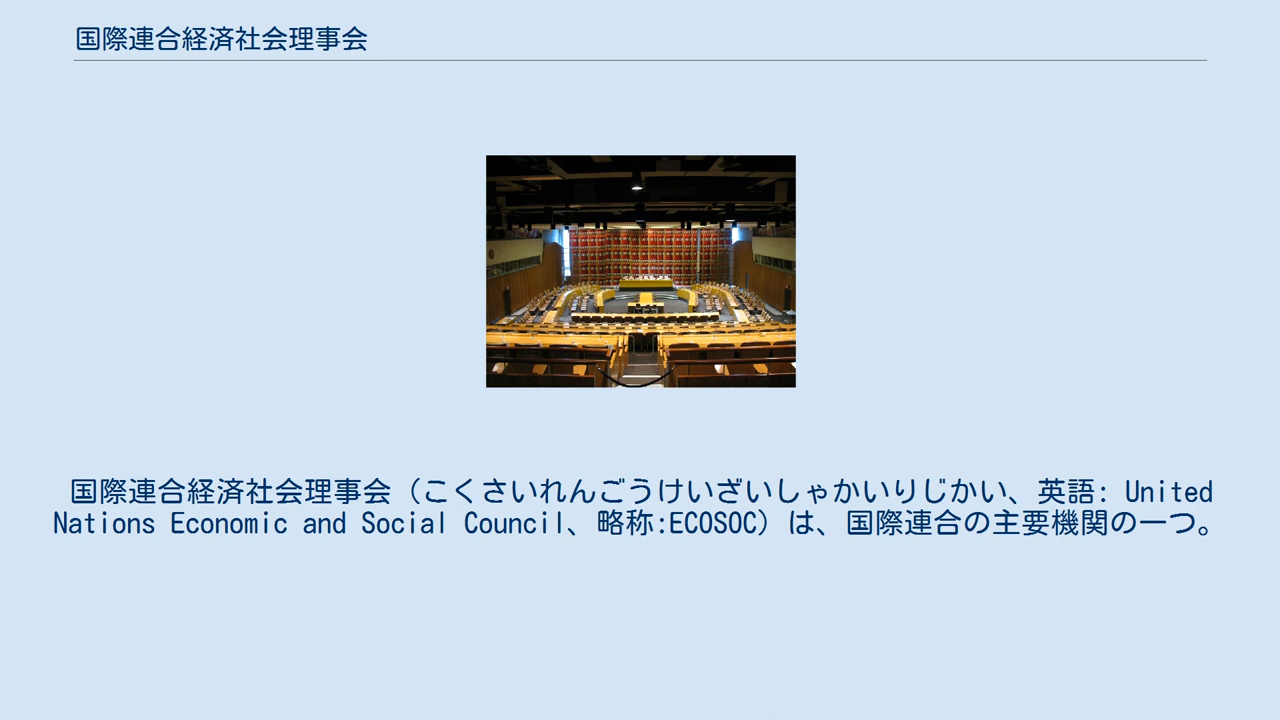 国際連合経済社会理事会
国際連合経済社会理事会（こくさいれんごうけいざいしゃかいりじかい、英語: United
Nations Economic and Social Council、略称:ECOSOC）は、国際連合の主要機関の一つ。